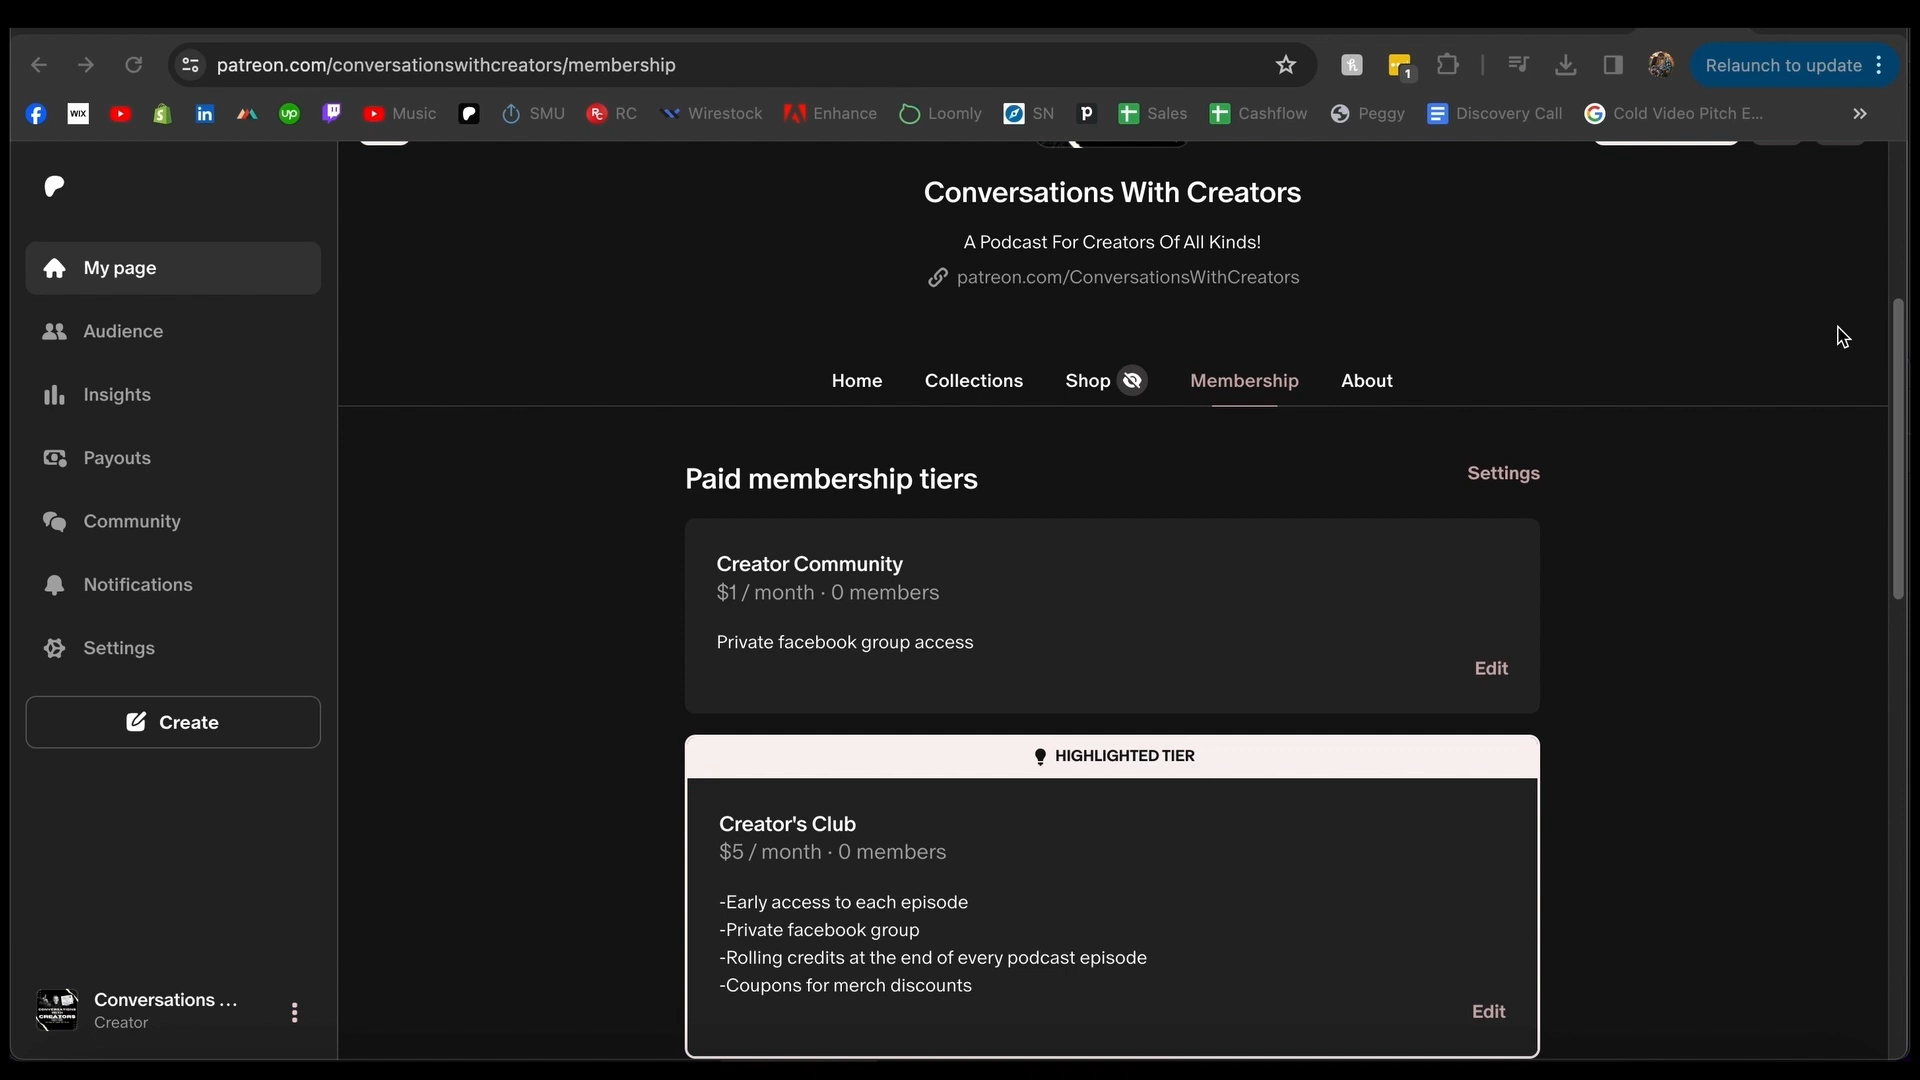 patreon.com/conversationswithcreators/membership
1
Relaunch to update
WIX
up
Music
SMU
RC
RC
Wirestock
Enhance
Loomly
SN
p
Sales
Cashflow
Peggy
Discovery Call
Cold Video Pitch E...
Conversations With Creators
A Podcast For Creators Of All Kinds!
patreon.com/ConversationsWithCreators
My page
Audience
Insights
Payouts
Community
Notifications
Settings
Create
Home
Collections
Shop
Membership
About
Paid membership tiers
Settings
Creator Community
$1 / month · 0 members
Private facebook group access
Edit
HIGHLIGHTED TIER
Creator's Club
$5 / month · 0 members
-Early access to each episode
-Private facebook group
-Rolling credits at the end of every podcast episode
-Coupons for merch discounts
Edit
Conversations ...
Creator